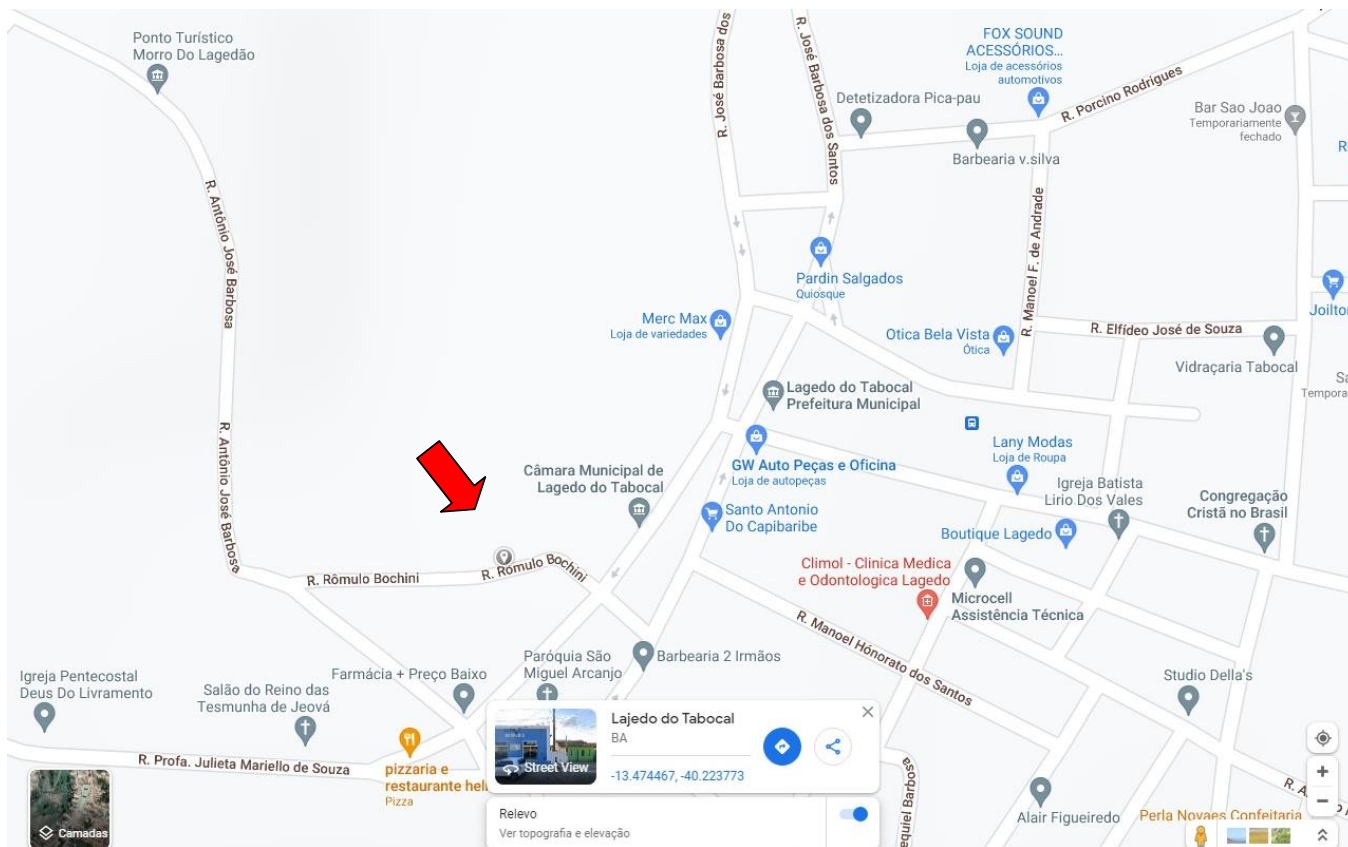 Ponto Turístico
Morro Do Lagedão
R. José Barbosa dos
R. José Barbosa dos Santos
FOX SOUND
ACESSÓRIOS...
Loja de acessórios
automotivos
Detetizadora Pica-pau
R. Porcino Rodrigues
Bar Sao Joao
Temporariamente
fechado
Barbearia v.silva
R. Antônio José Barbosa
R. Manoel F. de Andrade
Pardin Salgados
Quiosque
Merc Max
Loja de variedades
Otica Bela Vista
Ótica
R. Elfídeo José de Souza
Joilton
Vidraçaria Tabocal
Sa
Tempora
Lagedo do Tabocal
Prefeitura Municipal
R. Antônio José Barbosa
Câmara Municipal de
Lagedo do Tabocal
GW Auto Peças e Oficina
Loja de autopeças
Lany Modas
Loja de Roupa
Igreja Batista
Lirio Dos Vales
Congregação
Cristã no Brasil
Santo Antonio
Do Capibaribe
Boutique Lagedo
Climol - Clinica Medica
e Odontologica Lagedo
R. Rômulo Bochini
R. Rômulo Bochini
Microcell
Assistência Técnica
R. Manoel Hónorato dos Santos
Igreja Pentecostal
Deus Do Livramento
Salão do Reino das
Tesmunha de Jeová
Farmácia + Preço Baixo
Paróquia São
Miguel Arcanjo
Barbearia 2 Irmãos
Studio Della's
R. Profa. Julieta Mariello de Souza
pizzaria e
restaurante hel
Pizza
Street View
Lajedo do Tabocal
BA
-13.474467, -40.223773
Relevo
Ver topografia e elevação
equiel Barbosa
Alair Figueiredo
Perla Novaes Confeitaria
Camadas